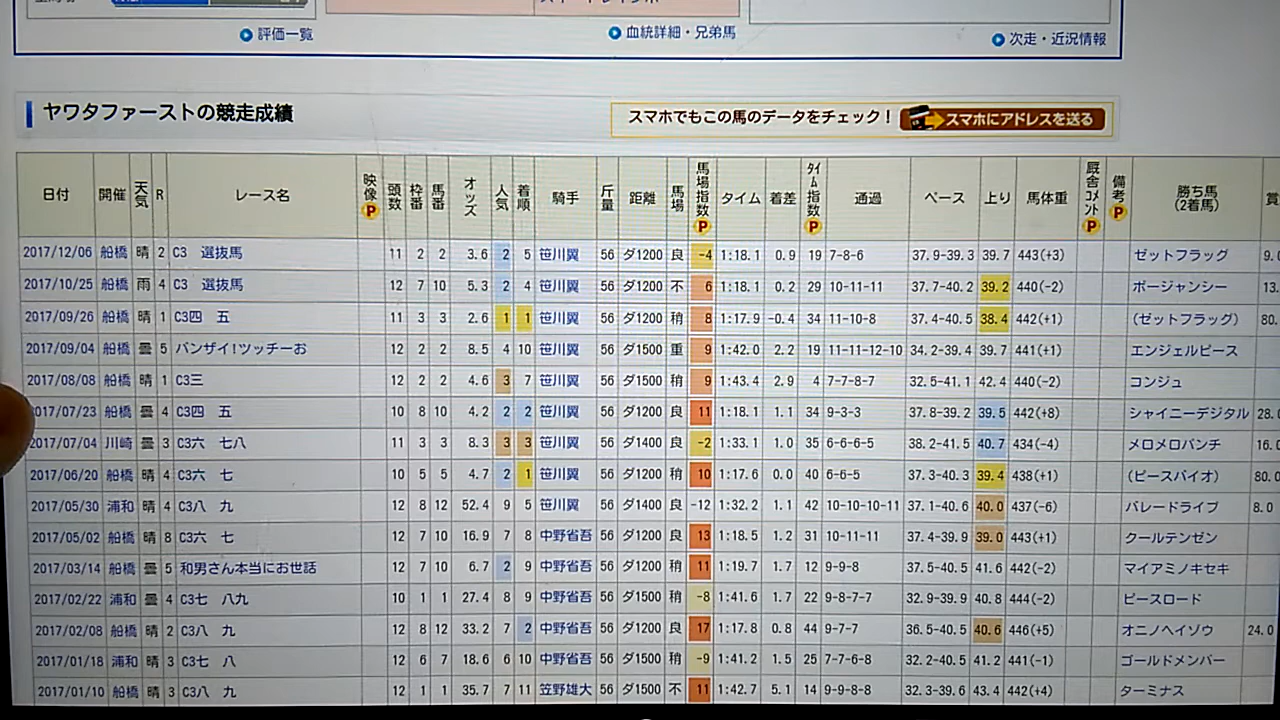 評価一覧 血統詳細・兄弟馬 次走・近況情報
ヤワタファーストの競走成績
スマホでもこの馬のデータをチェック! スマホにアドレスを送る
日付 開催 天気 R レース名 映像P 頭数 枠番 馬番 オッズ 人気 着順 騎手 斤量 距離 馬場 馬場指数P タイム 着差 タイム指数P 通過 ペース 上り 馬体重 厩舎コメントP 備考P 勝ち馬(2着馬) 賞
2017/12/06 船橋 晴 2 C3 選抜馬 11 2 2 3.6 2 5 笹川翼 56 ダ1200 良 -4 1:18.1 0.9 19 7-8-6 37.9-39.3 39.7 443(+3) ゼットフラッグ 9.0
2017/10/25 船橋 雨 4 C3 選抜馬 12 7 10 5.3 2 4 笹川翼 56 ダ1200 不 6 1:18.1 0.2 29 10-11-11 37.7-40.2 39.2 440(-2) ボージャンシー 13.
2017/09/26 船橋 晴 1 C3四 五 11 3 3 2.6 1 1 笹川翼 56 ダ1200 稍 8 1:17.9 -0.4 34 11-10-8 37.4-40.5 38.4 442(+1) (ゼットフラッグ) 80.
2017/09/04 船橋 曇 5 バンザイ!ツッチーお 12 2 2 8.5 4 10 笹川翼 56 ダ1500 重 9 1:42.0 2.2 19 11-11-12-10 34.2-39.4 39.7 441(+1) エンジェルピース
2017/08/08 船橋 晴 1 C3三 12 2 2 4.6 3 7 笹川翼 56 ダ1500 稍 9 1:43.4 2.9 4 7-7-8-7 32.5-41.1 42.4 440(-2) コンジュ
017/07/23 船橋 曇 4 C3四 五 10 8 10 4.2 2 2 笹川翼 56 ダ1200 良 11 1:18.1 1.1 34 9-3-3 37.8-39.2 39.5 442(+8) シャイニーデジタル 28.0
2017/07/04 川崎 曇 3 C3六 七八 11 3 3 8.3 3 3 笹川翼 56 ダ1400 良 -2 1:33.1 1.0 35 6-6-6-5 38.2-41.5 40.7 434(-4) メロメロパンチ 16.0
2017/06/20 船橋 晴 4 C3六 七 10 5 5 4.7 2 1 笹川翼 56 ダ1200 稍 10 1:17.6 0.0 40 6-6-5 37.3-40.3 39.4 438(+1) (ピースバイオ) 80.0
2017/05/30 浦和 晴 4 C3八 九 12 8 12 52.4 9 5 笹川翼 56 ダ1400 良 -12 1:32.2 1.1 42 10-10-10-11 37.1-40.6 40.0 437(-6) バレードライブ 8.0
2017/05/02 船橋 晴 8 C3六 七 12 7 10 16.9 7 8 中野省吾 56 ダ1200 良 13 1:18.5 1.2 31 10-11-11 37.4-39.9 39.0 443(+1) クールテンゼン
2017/03/14 船橋 曇 5 和男さん本当にお世話 12 7 10 6.7 2 9 中野省吾 56 ダ1200 稍 11 1:19.7 1.7 12 9-9-8 37.5-40.5 41.6 442(-2) マイアミノキセキ
2017/02/22 浦和 曇 4 C3七 八九 10 1 1 27.4 8 9 中野省吾 56 ダ1500 稍 -8 1:41.6 1.7 22 9-8-7-7 32.9-39.9 40.8 444(-2) ピースロード
2017/02/08 船橋 晴 2 C3八 九 12 8 12 33.2 7 2 中野省吾 56 ダ1200 良 17 1:17.8 0.8 44 9-7-7 36.5-40.5 40.6 446(+5) オニノヘイゾウ 24.0
2017/01/18 浦和 晴 3 C3七 八 12 6 7 18.6 6 10 中野省吾 56 ダ1500 稍 -9 1:41.2 1.5 25 7-7-6-8 32.2-40.5 41.2 441(-1) ゴールドメンバー
2017/01/10 船橋 晴 3 C3八 九 12 1 1 35.7 7 11 笠野雄大 56 ダ1500 不 11 1:42.7 5.1 14 9-9-8-8 32.3-39.6 43.4 442(+4) ターミナス